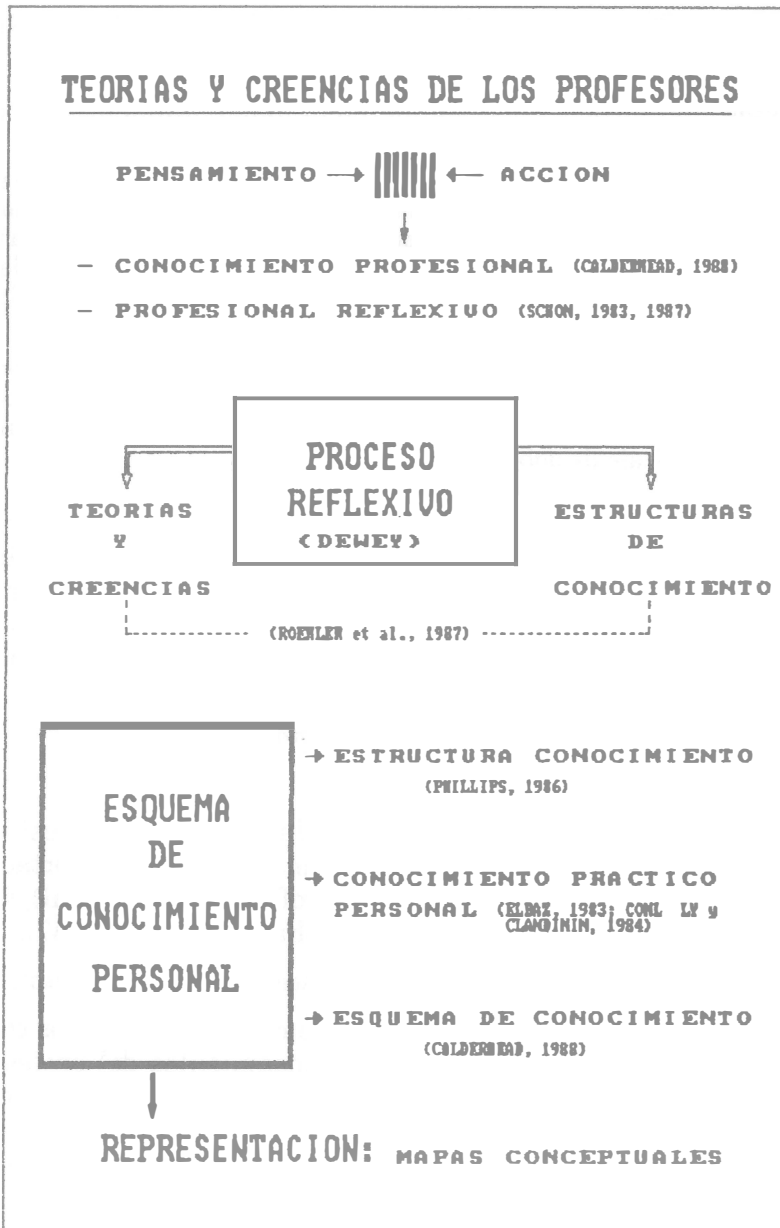 TEORIAS Y CREENCIAS DE LOS PROFESORES
PENSAMIENTO → ← ACCION
- CONOCIMIENTO PROFESIONAL (CALDERHEAD, 1988)
- PROFESIONAL REFLEXIVO (SCHON, 1983, 1987)
PROCESO
REFLEXIVO
(DEWEY)
TEORIAS
Y
CREENCIAS
ESTRUCTURAS
DE
CONOCIMIENTO
(ROEHLER et al., 1987)
ESQUEMA
DE
CONOCIMIENTO
PERSONAL
→ ESTRUCTURA CONOCIMIENTO
(PHILLIPS, 1986)
→ CONOCIMIENTO PRACTICO
PERSONAL (ELBAZ, 1983; LY y
CLANDININ, 1984)
→ ESQUEMA DE CONOCIMIENTO
(CALDERHEAD, 1988)
REPRESENTACION: MAPAS CONCEPTUALES